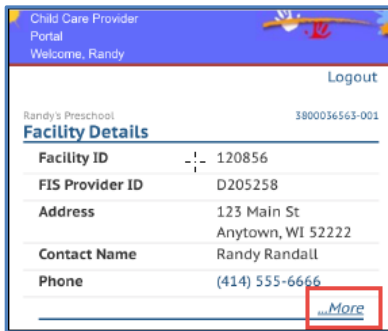 Child Care Provider
Portal
Welcome, Randy
Logout
Randy's Preschool 3800036563-001
Facility Details
Facility ID 120856
FIS Provider ID D205258
Address 123 Main St
Anytown, WI 52222
Contact Name Randy Randall
Phone (414) 555-6666
...More